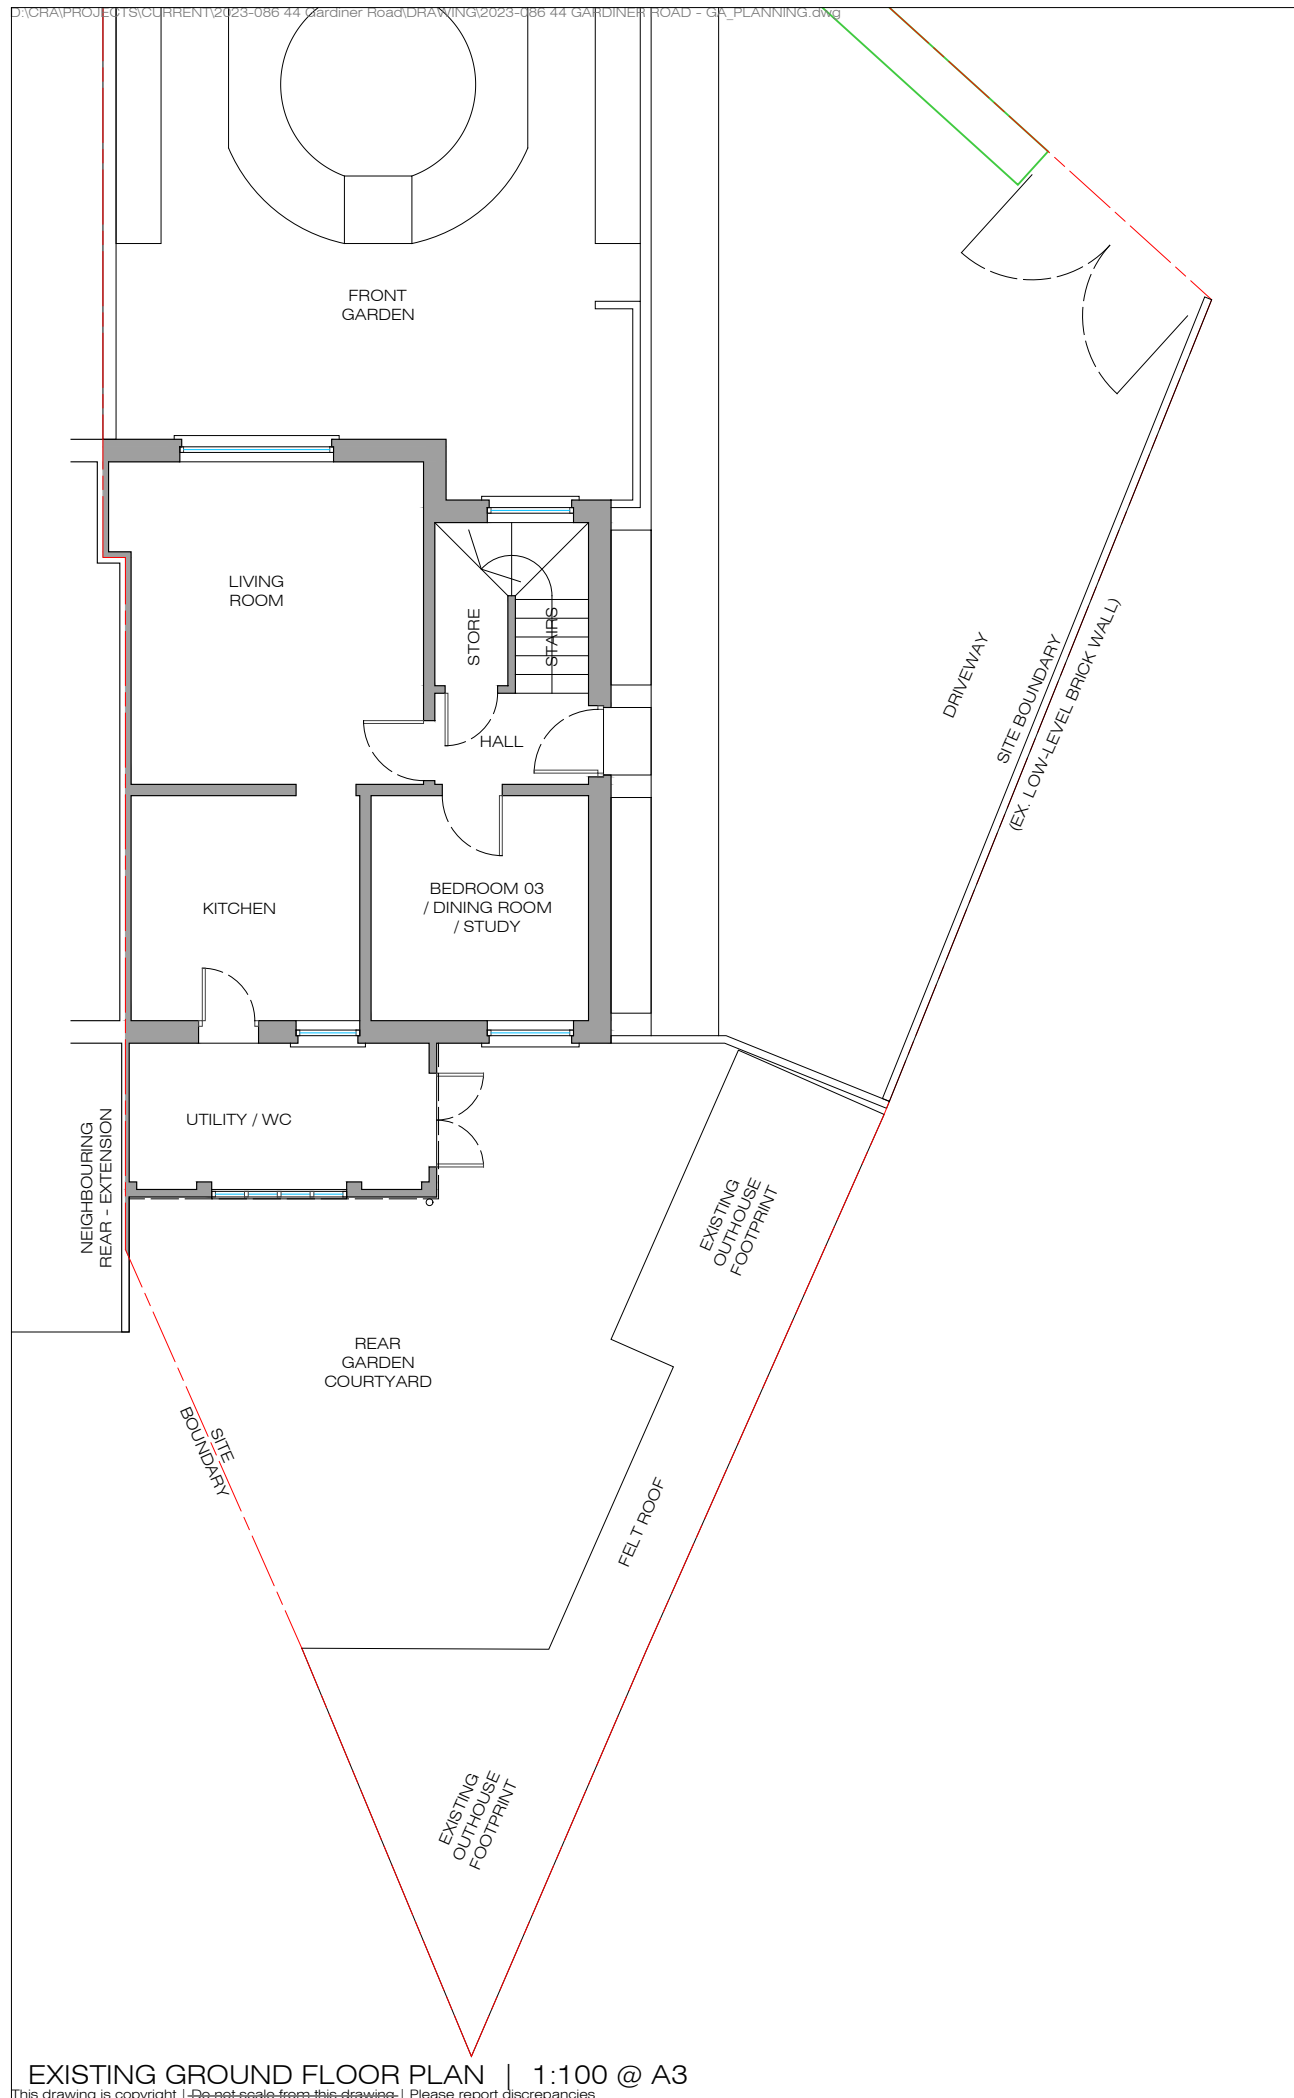 D:\CRA\PROJECTS\CURRENT\2023-086 44 Gardiner Road\DRAWING\2023-086 44 GARDINER ROAD - GA_PLANNING.dwg
FRONT
GARDEN
LIVING
ROOM
STORE
STAIRS
HALL
DRIVEWAY
SITE BOUNDARY
(EX. LOW-LEVEL BRICK WALL)
KITCHEN
BEDROOM 03
/ DINING ROOM
/ STUDY
UTILITY / WC
NEIGHBOURING
REAR - EXTENSION
EXISTING
OUTHOUSE
FOOTPRINT
REAR
GARDEN
COURTYARD
SITE
BOUNDARY
FELT ROOF
EXISTING
OUTHOUSE
FOOTPRINT
EXISTING GROUND FLOOR PLAN | 1:100 @ A3
This drawing is copyright | Do not scale from this drawing | Please report discrepancies